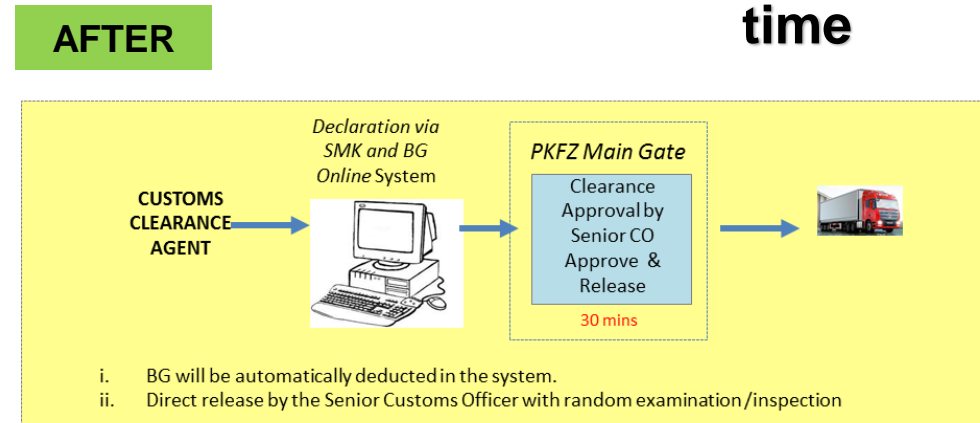 AFTER
time
Declaration via
SMK and BG
Online System
CUSTOMS
CLEARANCE
AGENT
PKFZ Main Gate
Clearance
Approval by
Senior CO
Approve &
Release
30 mins
i. BG will be automatically deducted in the system.
ii. Direct release by the Senior Customs Officer with random examination/inspection